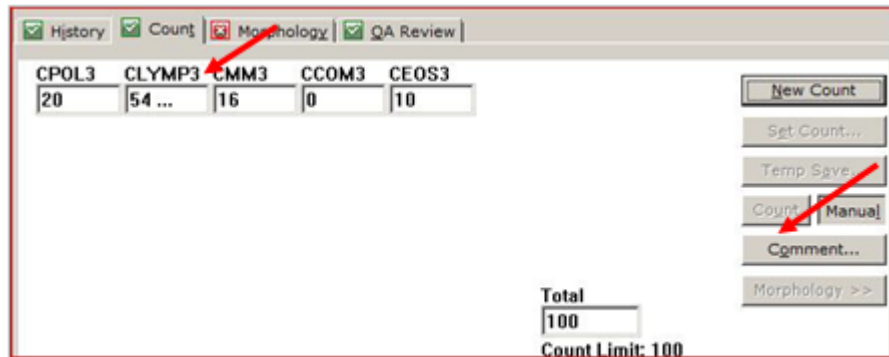 History Count Morphology QA Review
CPOL3 CLYMP3 CMM3 CCOM3 CEOS3
20 54 ... 16 0 10
New Count
Set Count...
Temp Save...
Count Manual
Comment...
Morphology >>
Total
100
Count Limit: 100